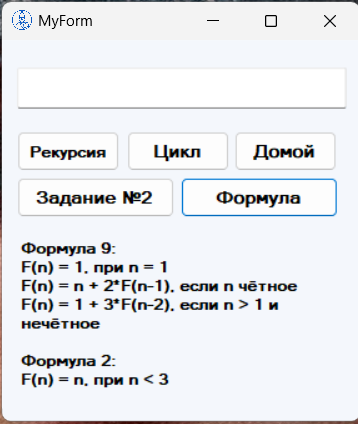 MyForm
Рекурсия Цикл Домой
Задание №2 Формула
Формула 9:
F(n) = 1, при n = 1
F(n) = n + 2*F(n-1), если n чётное
F(n) = 1 + 3*F(n-2), если n > 1 и
нечётное
Формула 2:
F(n) = n, при n < 3